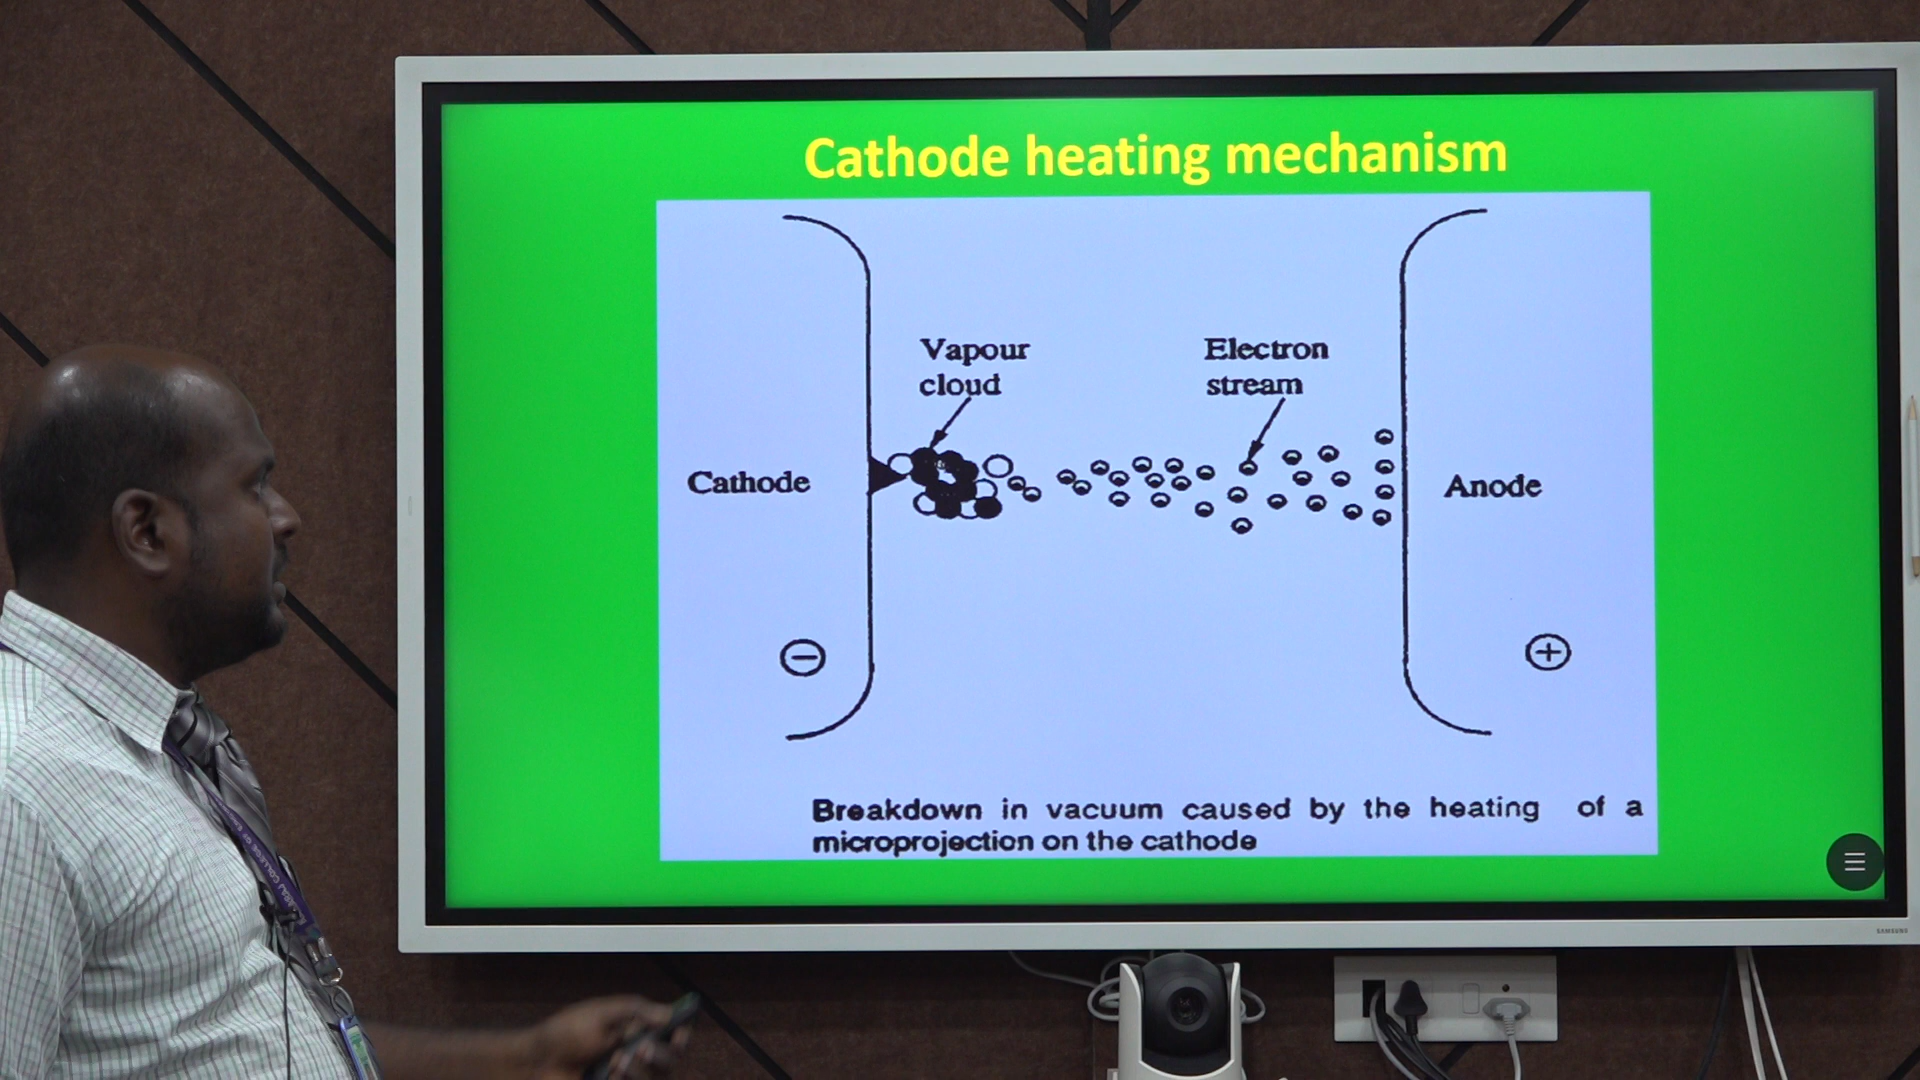 Cathode heating mechanism
Vapour
cloud
Electron
stream
Cathode
Anode
Breakdown in vacuum caused by the heating of a
microprojection on the cathode
SAMSUNG